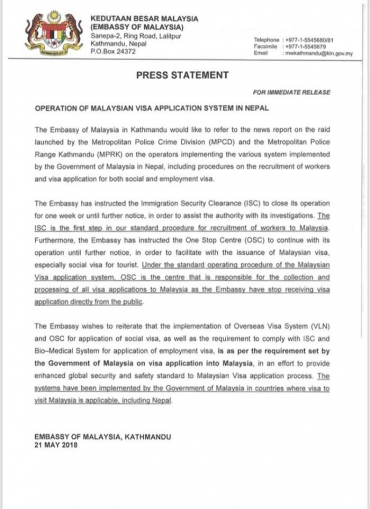 KEDUTAAN BESAR MALAYSIA
(EMBASSY OF MALAYSIA)
Sanepa-2, Ring Road, Lalitpur
Kathmandu, Nepal
P.O.Box 24372
Telephone : +977-1-5545680/81
Facsimile : +977-1-5545679
Email : mwkathmandu@kln.gov.my
PRESS STATEMENT
FOR IMMEDIATE RELEASE
OPERATION OF MALAYSIAN VISA APPLICATION SYSTEM IN NEPAL
The Embassy of Malaysia in Kathmandu would like to refer to the news report on the raid
launched by the Metropolitan Police Crime Division (MPCD) and the Metropolitan Police
Range Kathmandu (MPRK) on the operators implementing the various system implemented
by the Government of Malaysia in Nepal, including procedures on the recruitment of workers
and visa application for both social and employment visa.
The Embassy has instructed the Immigration Security Clearance (ISC) to close its operation
for one week or until further notice, in order to assist the authority with its investigations. The
ISC is the first step in our standard procedure for recruitment of workers to Malaysia.
Furthermore, the Embassy has instructed the One Stop Centre (OSC) to continue with its
operation until further notice, in order to facilitate with the issuance of Malaysian visa,
especially social visa for tourist. Under the standard operating procedure of the Malaysian
Visa application system, OSC is the centre that is responsible for the collection and
processing of all visa applications to Malaysia as the Embassy have stop receiving visa
application directly from the public.
The Embassy wishes to reiterate that the implementation of Overseas Visa System (VLN)
and OSC for application of social visa, as well as the requirement to comply with ISC and
Bio–Medical System for application of employment visa, is as per the requirement set by
the Government of Malaysia on visa application into Malaysia, in an effort to provide
enhanced global security and safety standard to Malaysian Visa application process. The
systems have been implemented by the Government of Malaysia in countries where visa to
visit Malaysia is applicable, including Nepal.
EMBASSY OF MALAYSIA, KATHMANDU
21 MAY 2018